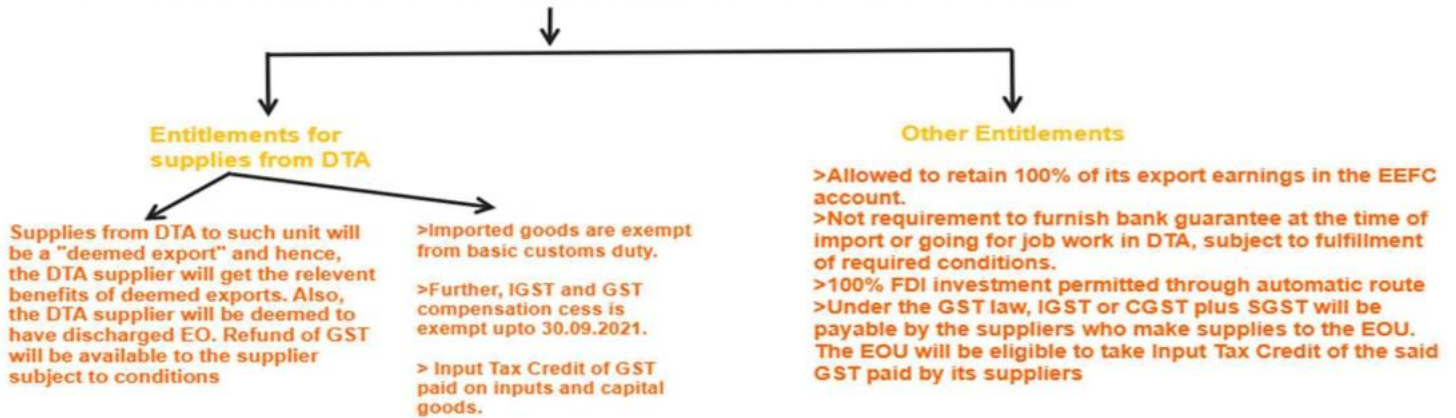 Entitlements for
supplies from DTA
Supplies from DTA to such unit will
be a "deemed export" and hence,
the DTA supplier will get the relevent
benefits of deemed exports. Also,
the DTA supplier will be deemed to
have discharged EO. Refund of GST
will be available to the supplier
subject to conditions
>Imported goods are exempt
from basic customs duty.
>Further, IGST and GST
compensation cess is
exempt upto 30.09.2021.
> Input Tax Credit of GST
paid on inputs and capital
goods.
Other Entitlements
>Allowed to retain 100% of its export earnings in the EEFC
account.
>Not requirement to furnish bank guarantee at the time of
import or going for job work in DTA, subject to fulfillment
of required conditions.
>100% FDI investment permitted through automatic route
>Under the GST law, IGST or CGST plus SGST will be
payable by the suppliers who make supplies to the EOU.
The EOU will be eligible to take Input Tax Credit of the said
GST paid by its suppliers